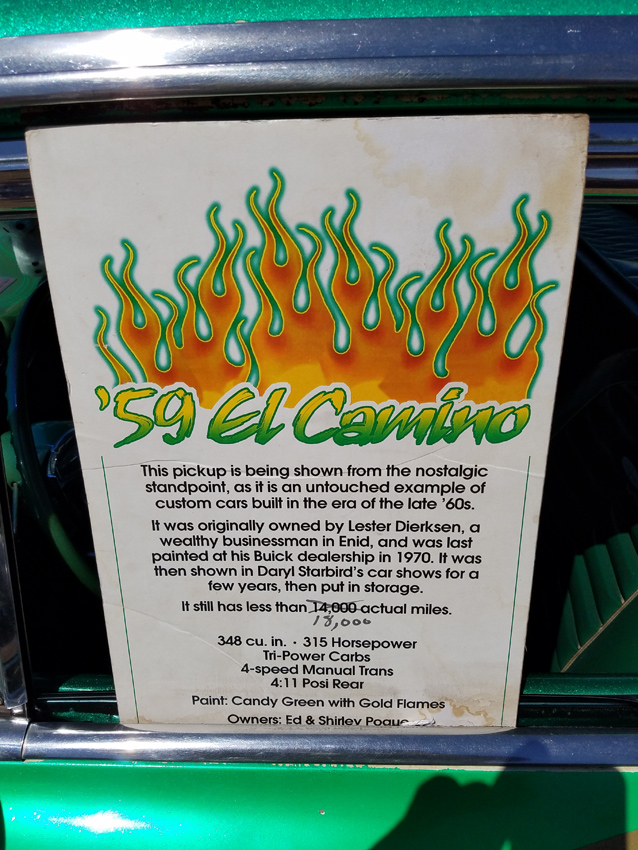 '59 El Camino
This pickup is being shown from the nostalgic
standpoint, as it is an untouched example of
custom cars built in the era of the late '60s.
It was originally owned by Lester Dierksen, a
wealthy businessman in Enid, and was last
painted at his Buick dealership in 1970. It was
then shown in Daryl Starbird's car shows for a
few years, then put in storage.
It still has less than 14,000 actual miles.
18,000
348 cu. in. · 315 Horsepower
Tri-Power Carbs
4-speed Manual Trans
4:11 Posi Rear
Paint: Candy Green with Gold Flames
Owners: Ed & Shirley Pogue